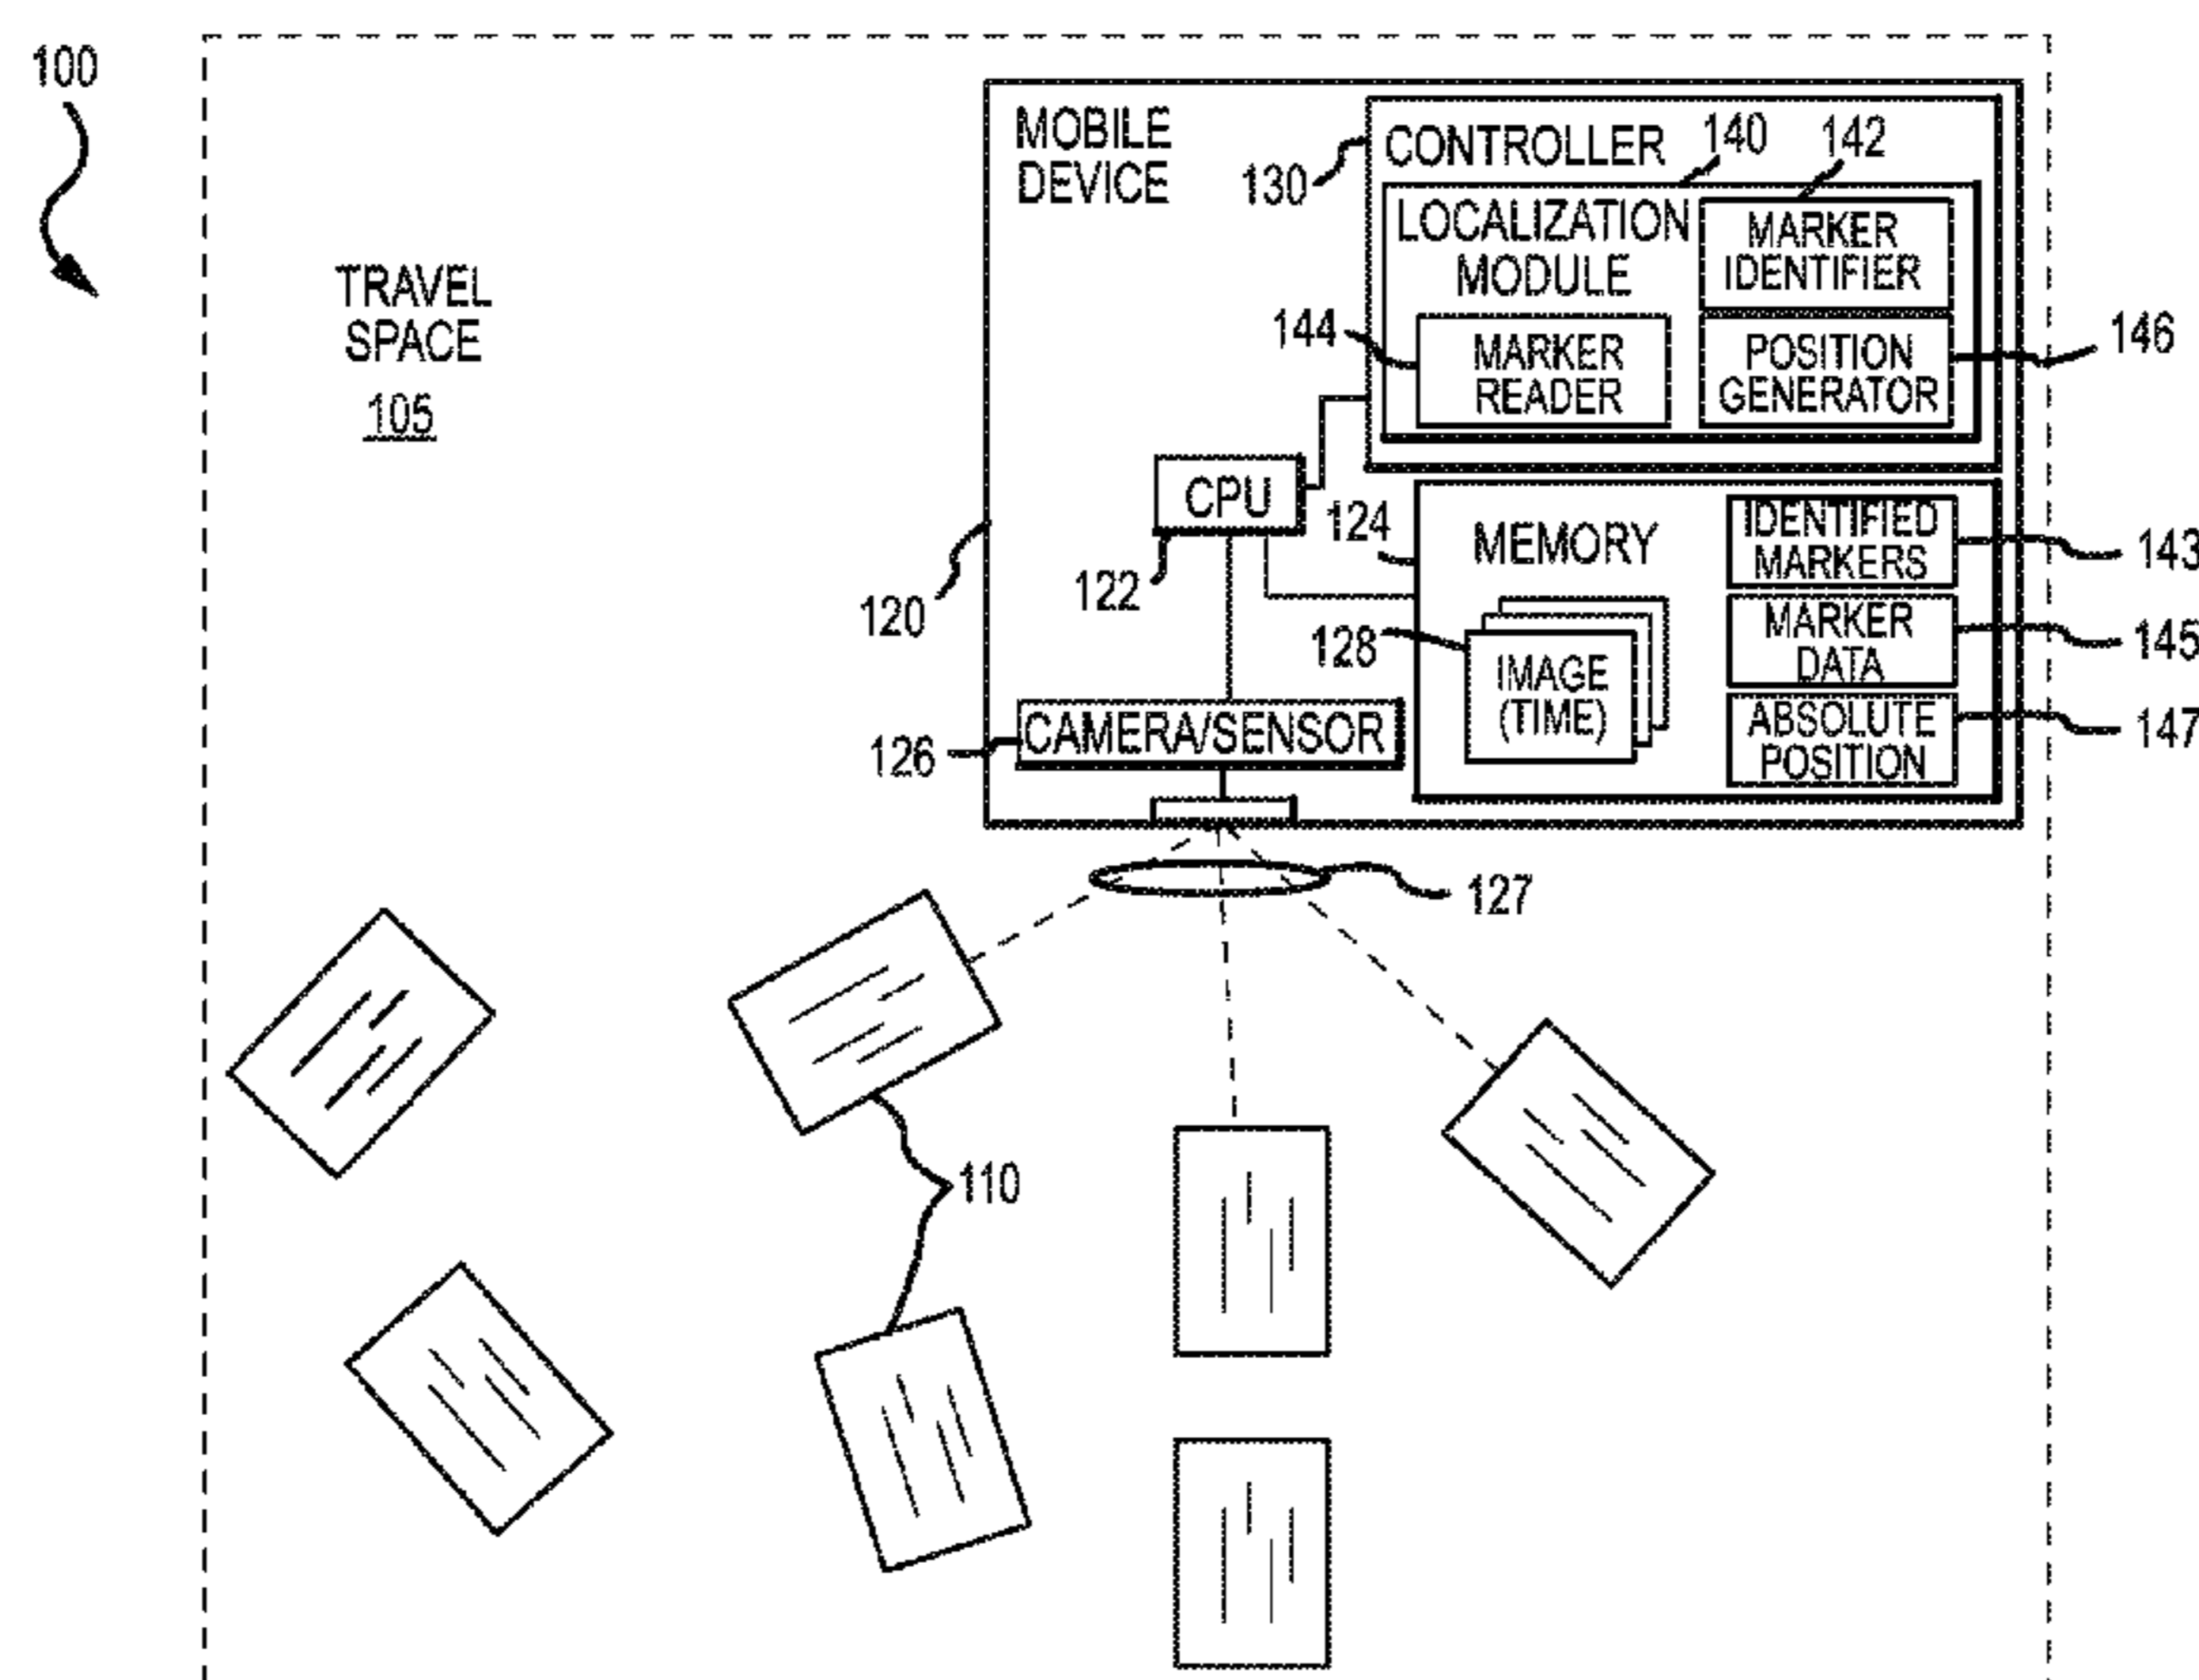 100
MOBILE
DEVICE
130
CONTROLLER
140
142
LOCALIZATION
MODULE
MARKER
IDENTIFIER
144
MARKER
READER
POSITION
GENERATOR
146
TRAVEL
SPACE
105
CPU
122
120
124
MEMORY
IDENTIFIED
MARKERS
143
128
IMAGE
(TIME)
MARKER
DATA
145
ABSOLUTE
POSITION
147
126
CAMERA/SENSOR
127
110